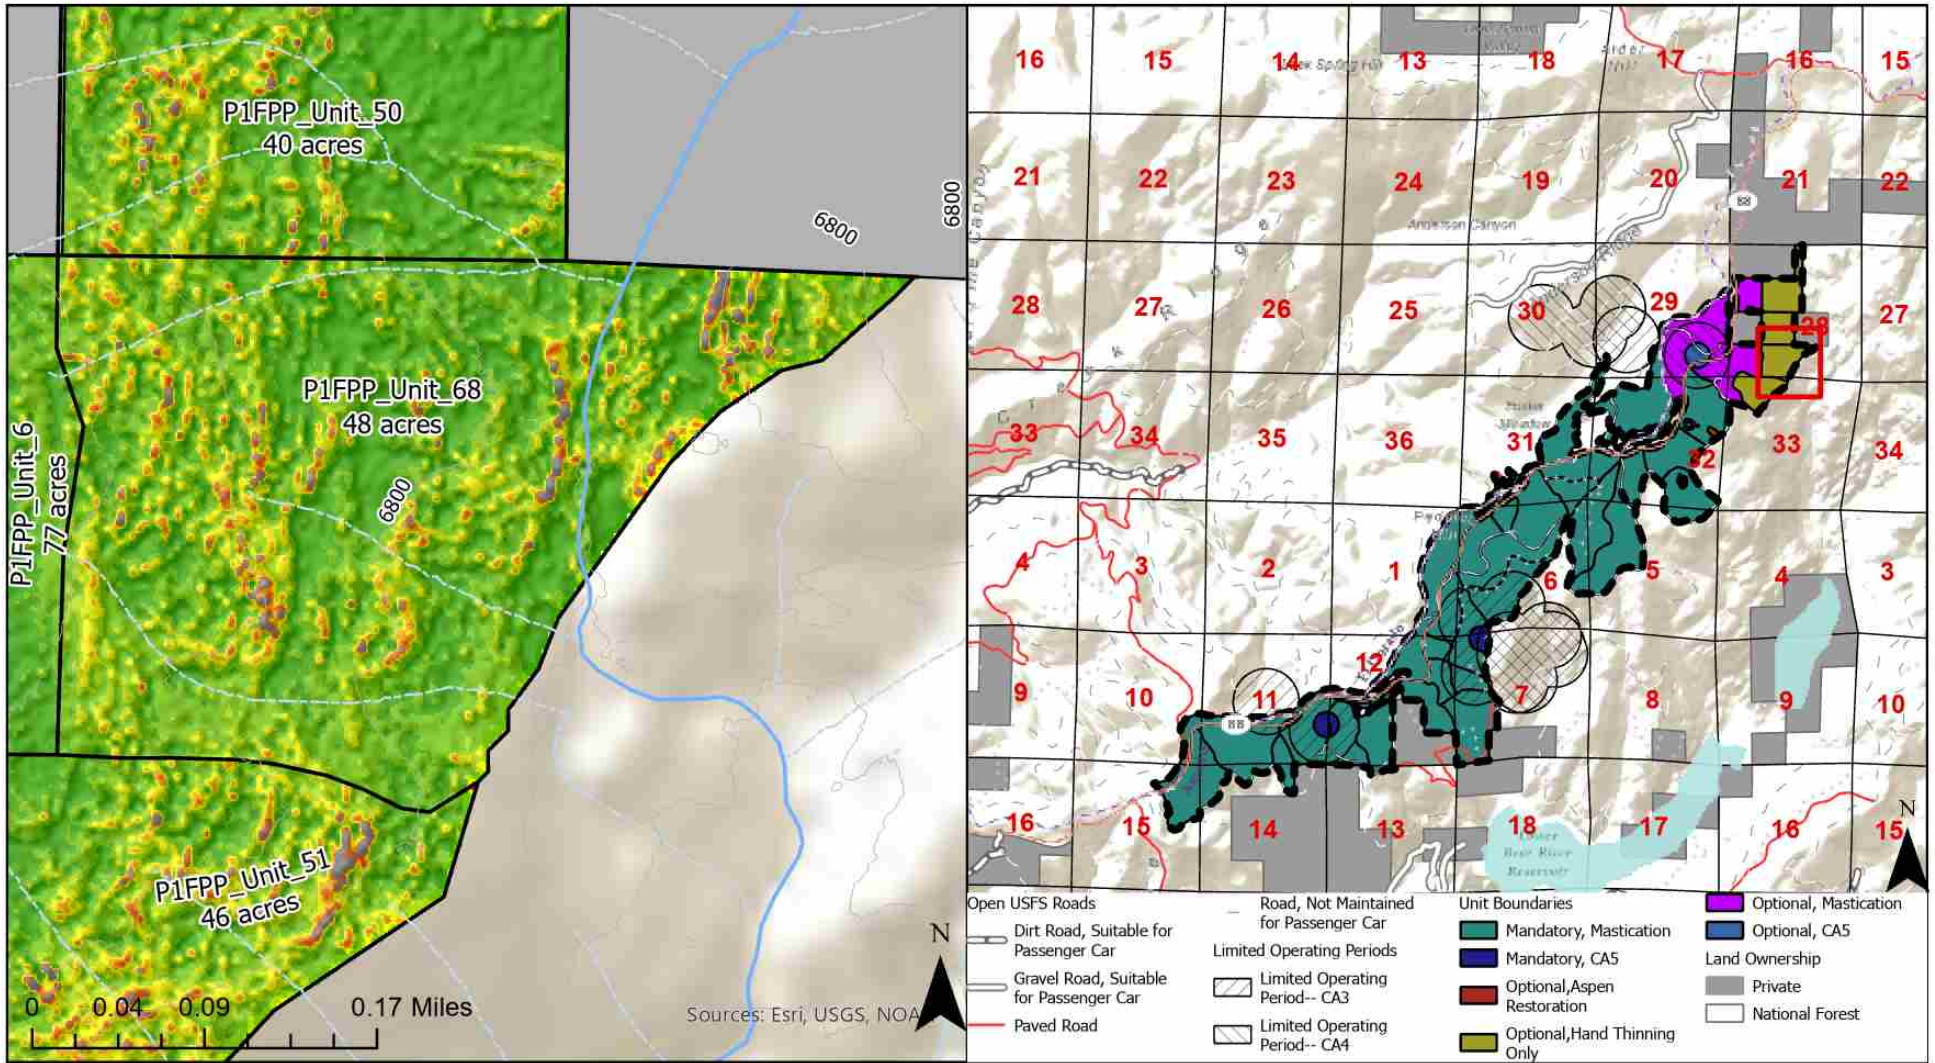 P1FPP_Unit_50
40 acres
6800
6800
P1FPP_Unit_68
48 acres
P1FPP_Unit_6
77 acres
6800
P1FPP_Unit_51
46 acres
0 0.04 0.09 0.17 Miles
N
Sources: Esri, USGS, NOA
16 15 14 13 18 17 16 15
21 22 23 24 19 20 21 22
Anderson Canyon
88
28 27 26 25 30 29 28 27
33 34 35 36 31 32 33 34
4 3 2 1 6 5 4 3
9 10 11 12 7 8 9 10
88
16 15 14 13 18 17 16 15
Bear River
Reservoir
N
Open USFS Roads
Dirt Road, Suitable for
Passenger Car
Gravel Road, Suitable
for Passenger Car
Paved Road
Road, Not Maintained
for Passenger Car
Limited Operating Periods
Limited Operating
Period-- CA3
Limited Operating
Period-- CA4
Unit Boundaries
Mandatory, Mastication
Mandatory, CA5
Optional,Aspen
Restoration
Optional,Hand Thinning
Only
Optional, Mastication
Optional, CA5
Land Ownership
Private
National Forest